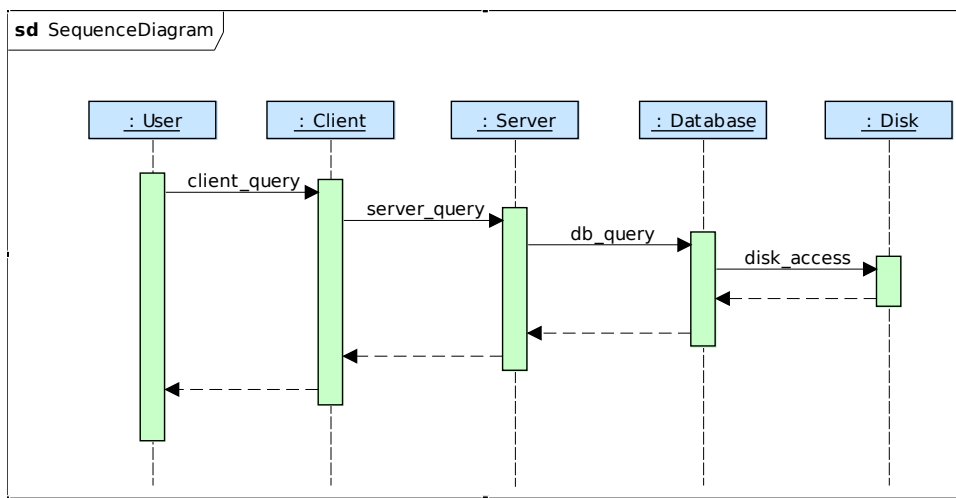 sd SequenceDiagram
: User
: Client
: Server
: Database
: Disk
client_query
server_query
db_query
disk_access